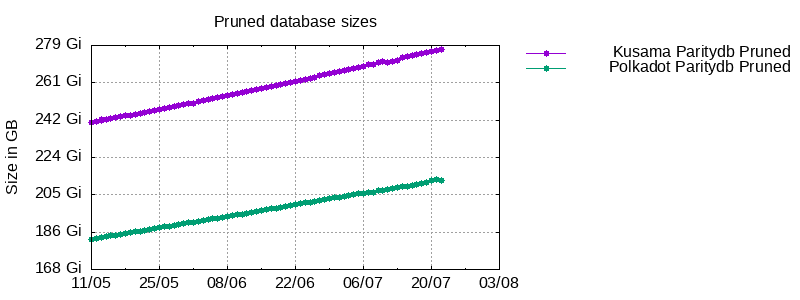 Pruned database sizes
279 Gi
261 Gi
242 Gi
224 Gi
205 Gi
186 Gi
168 Gi
Size in GB
11/05 25/05 08/06 22/06 06/07 20/07 03/08
Kusama Paritydb Pruned
Polkadot Paritydb Pruned